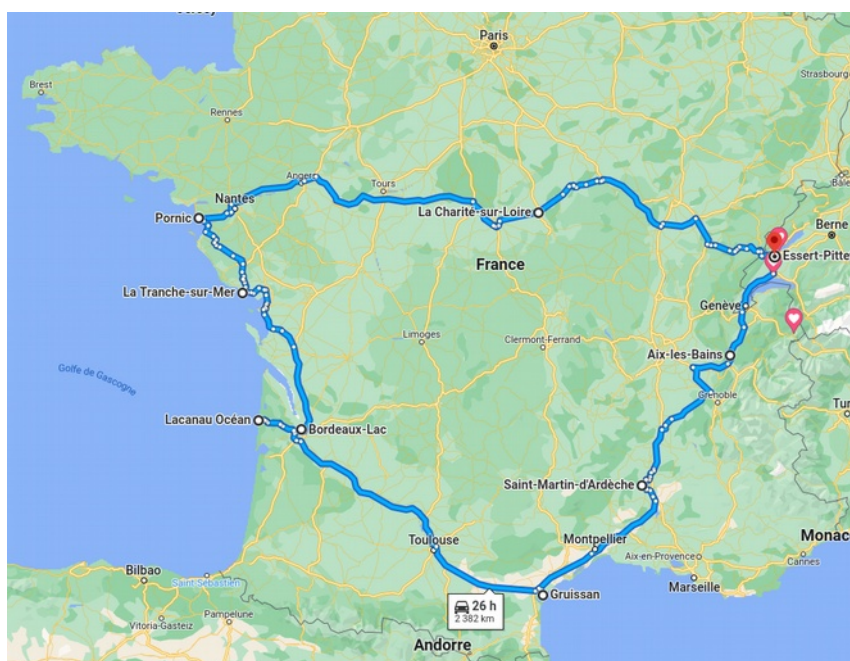 Paris
Strasbourg
Brest
Rennes
Angers
Tours
Nantes
Pornic
La Charité-sur-Loire
Berne
Essert-Pitte
France
La Tranche-sur-Mer
Genève
Limoges
Clermont-Ferrand
Aix-les-Bains
Golfe de Gascogne
Grenoble
Tur
Lacanau Océan
Bordeaux-Lac
Saint-Martin-d'Ardèche
Toulouse
Montpellier
Monac
Aix-en-Provence
Cannes
Bilbao
Saint-Sébastien
Marseille
Gruissan
26 h
2 382 km
Vitoria-Gasteiz
Pampelune
Andorre